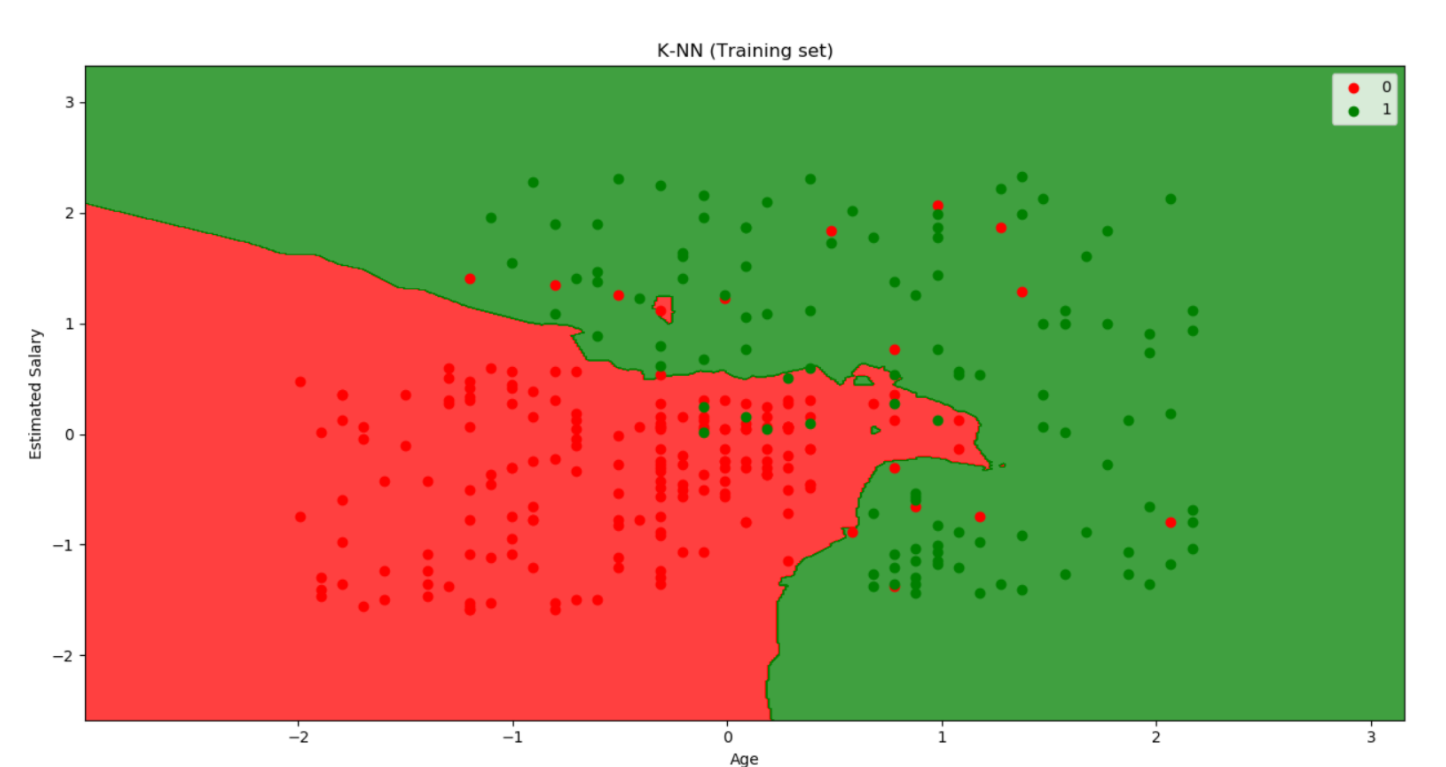 K-NN (Training set)
0
1
3
2
1
0
−1
−2
Estimated Salary
−2 −1 0 1 2 3
Age